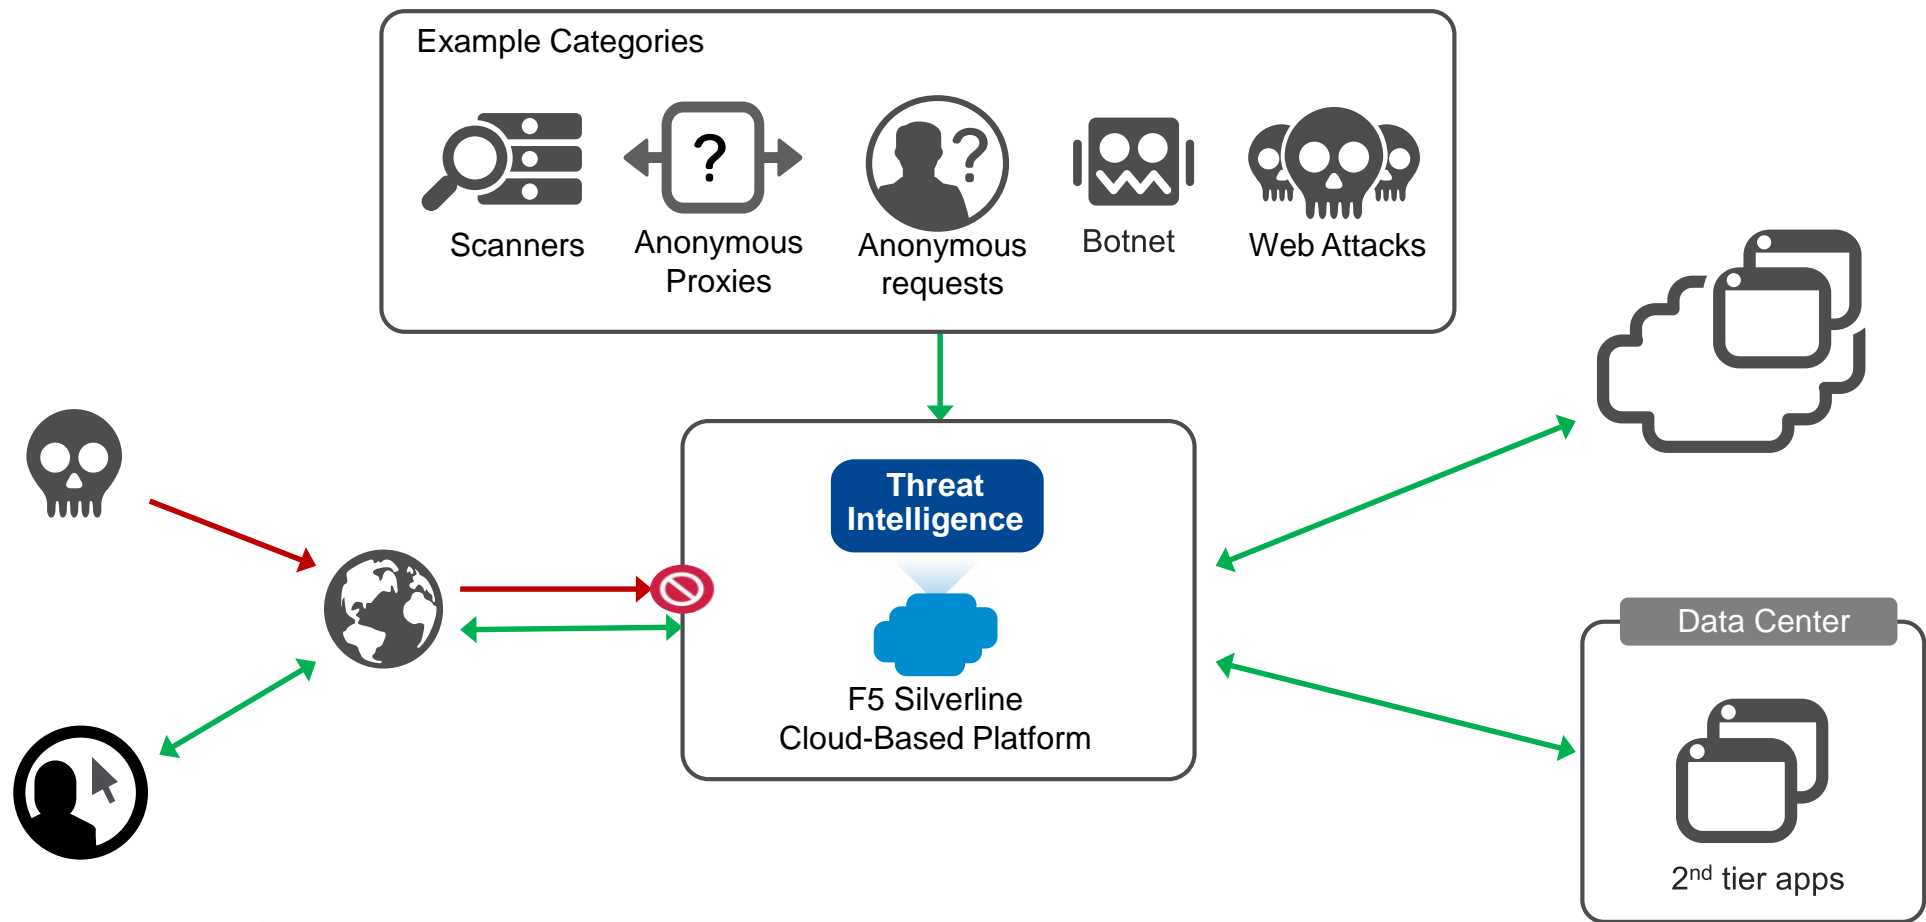 Example Categories
?
?
Scanners
Anonymous
Proxies
Anonymous
requests
Botnet
Web Attacks
Threat
Intelligence
F5 Silverline
Cloud-Based Platform
Data Center
2nd tier apps